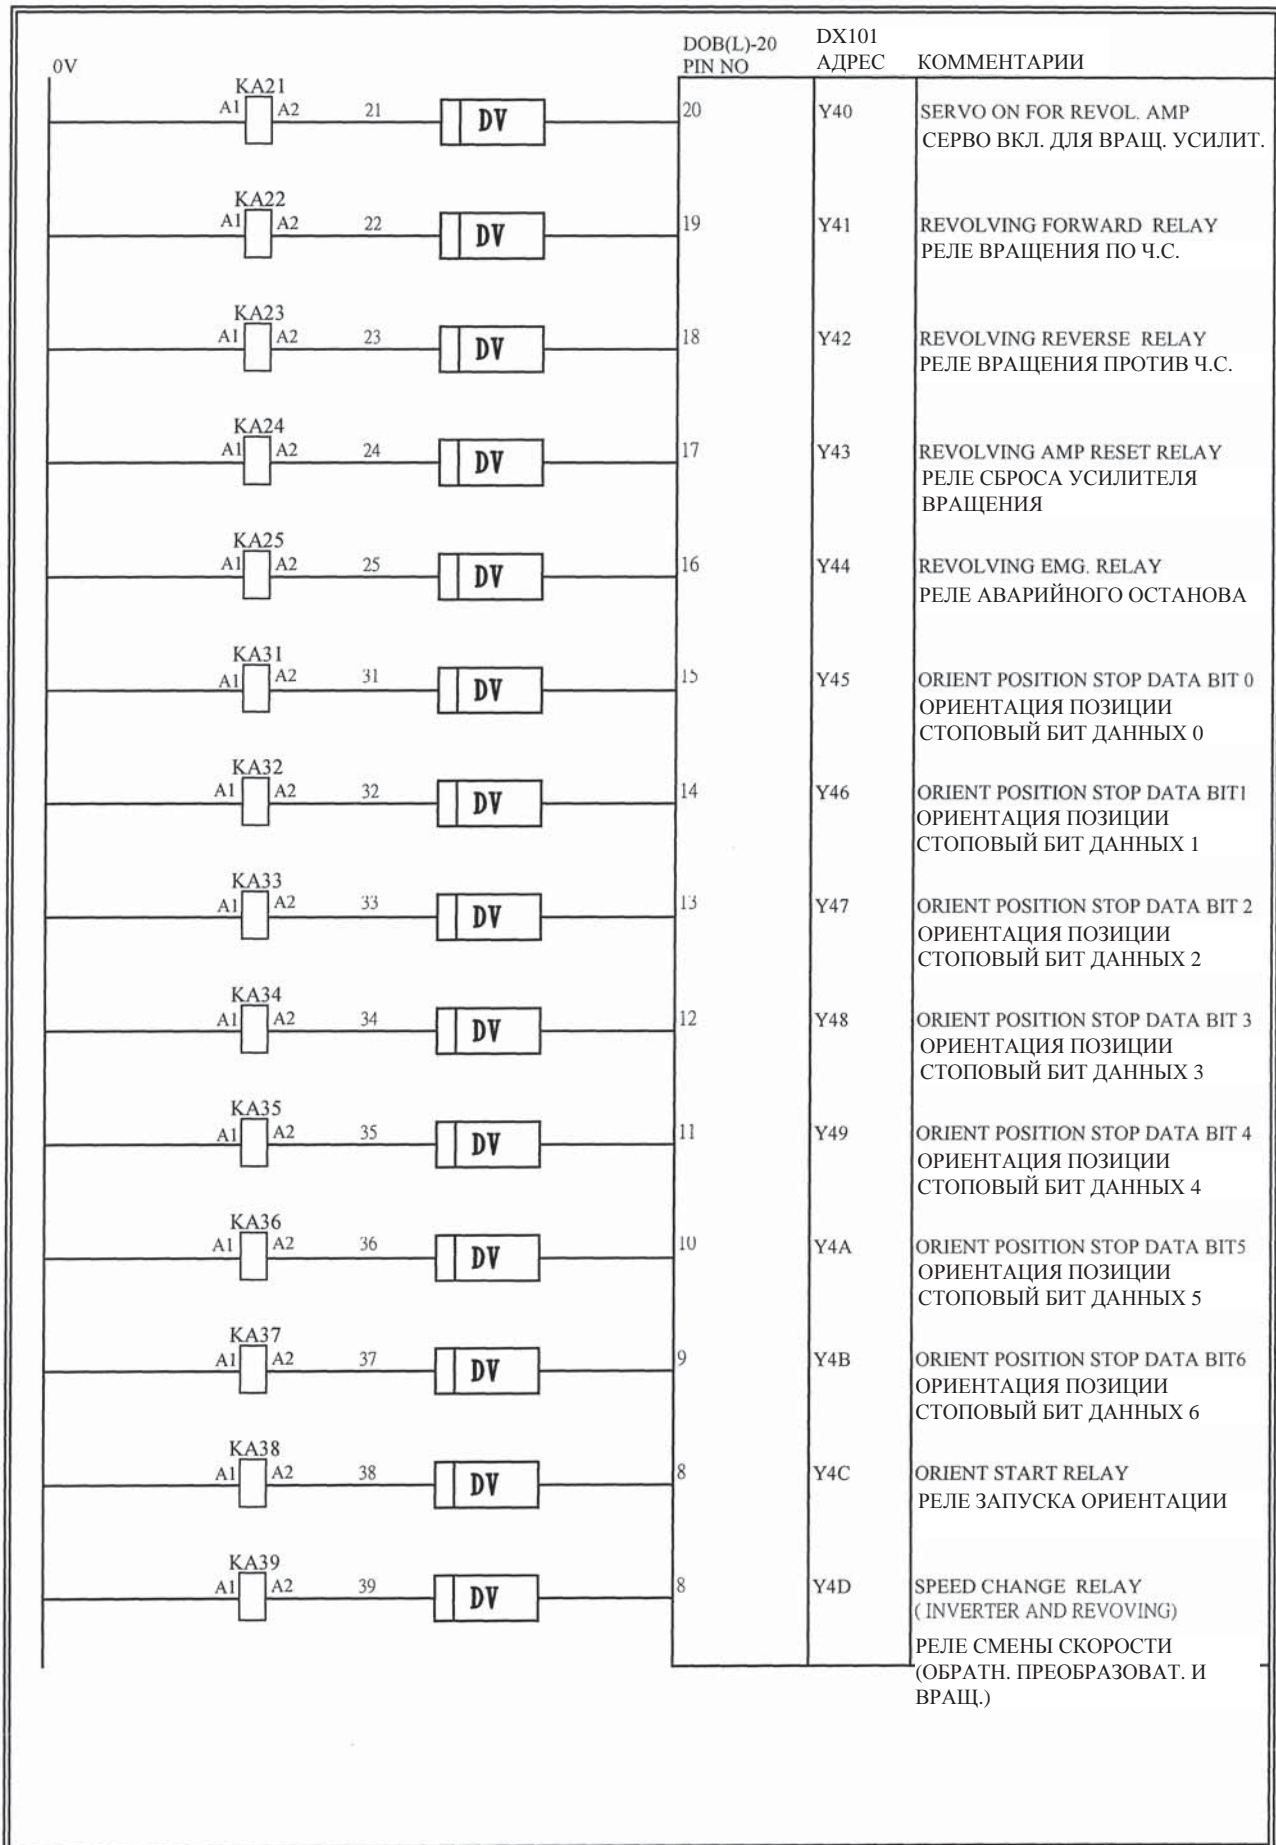 0V
DOB(L)-20
PIN NO
DX101
АДРЕС
КОММЕНТАРИИ
KA21
A1 A2 21 DV 20 Y40 SERVO ON FOR REVOL. AMP
СЕРВО ВКЛ. ДЛЯ ВРАЩ. УСИЛИТ.
KA22
A1 A2 22 DV 19 Y41 REVOLVING FORWARD RELAY
РЕЛЕ ВРАЩЕНИЯ ПО Ч.С.
KA23
A1 A2 23 DV 18 Y42 REVOLVING REVERSE RELAY
РЕЛЕ ВРАЩЕНИЯ ПРОТИВ Ч.С.
KA24
A1 A2 24 DV 17 Y43 REVOLVING AMP RESET RELAY
РЕЛЕ СБРОСА УСИЛИТЕЛЯ
ВРАЩЕНИЯ
KA25
A1 A2 25 DV 16 Y44 REVOLVING EMG. RELAY
РЕЛЕ АВАРИЙНОГО ОСТАНОВА
KA31
A1 A2 31 DV 15 Y45 ORIENT POSITION STOP DATA BIT 0
ОРИЕНТАЦИЯ ПОЗИЦИИ
СТОПОВЫЙ БИТ ДАННЫХ 0
KA32
A1 A2 32 DV 14 Y46 ORIENT POSITION STOP DATA BIT1
ОРИЕНТАЦИЯ ПОЗИЦИИ
СТОПОВЫЙ БИТ ДАННЫХ 1
KA33
A1 A2 33 DV 13 Y47 ORIENT POSITION STOP DATA BIT 2
ОРИЕНТАЦИЯ ПОЗИЦИИ
СТОПОВЫЙ БИТ ДАННЫХ 2
KA34
A1 A2 34 DV 12 Y48 ORIENT POSITION STOP DATA BIT 3
ОРИЕНТАЦИЯ ПОЗИЦИИ
СТОПОВЫЙ БИТ ДАННЫХ 3
KA35
A1 A2 35 DV 11 Y49 ORIENT POSITION STOP DATA BIT 4
ОРИЕНТАЦИЯ ПОЗИЦИИ
СТОПОВЫЙ БИТ ДАННЫХ 4
KA36
A1 A2 36 DV 10 Y4A ORIENT POSITION STOP DATA BIT5
ОРИЕНТАЦИЯ ПОЗИЦИИ
СТОПОВЫЙ БИТ ДАННЫХ 5
KA37
A1 A2 37 DV 9 Y4B ORIENT POSITION STOP DATA BIT6
ОРИЕНТАЦИЯ ПОЗИЦИИ
СТОПОВЫЙ БИТ ДАННЫХ 6
KA38
A1 A2 38 DV 8 Y4C ORIENT START RELAY
РЕЛЕ ЗАПУСКА ОРИЕНТАЦИИ
KA39
A1 A2 39 DV 8 Y4D SPEED CHANGE RELAY
( INVERTER AND REVOVING)
РЕЛЕ СМЕНЫ СКОРОСТИ
(ОБРАТН. ПРЕОБРАЗОВАТ. И
ВРАЩ.)